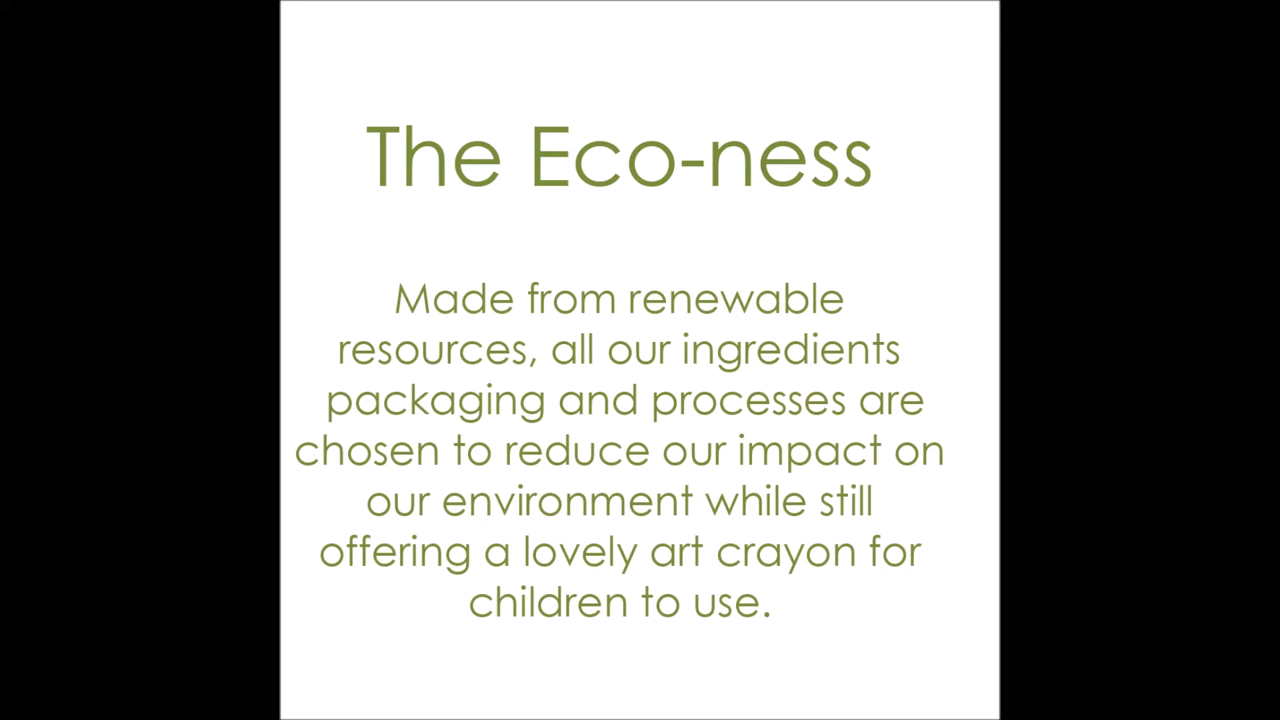 The Eco-ness
Made from renewable
resources, all our ingredients
packaging and processes are
chosen to reduce our impact on
our environment while still
offering a lovely art crayon for
children to use.